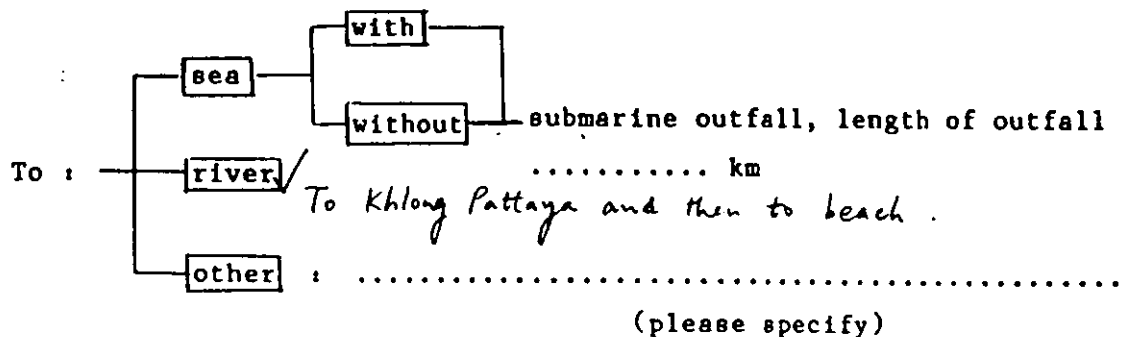 with
sea
without submarine outfall, length of outfall
To : river ✓ ........... km
To Khlong Pattaya and then to beach .
other : ................................................
(please specify)